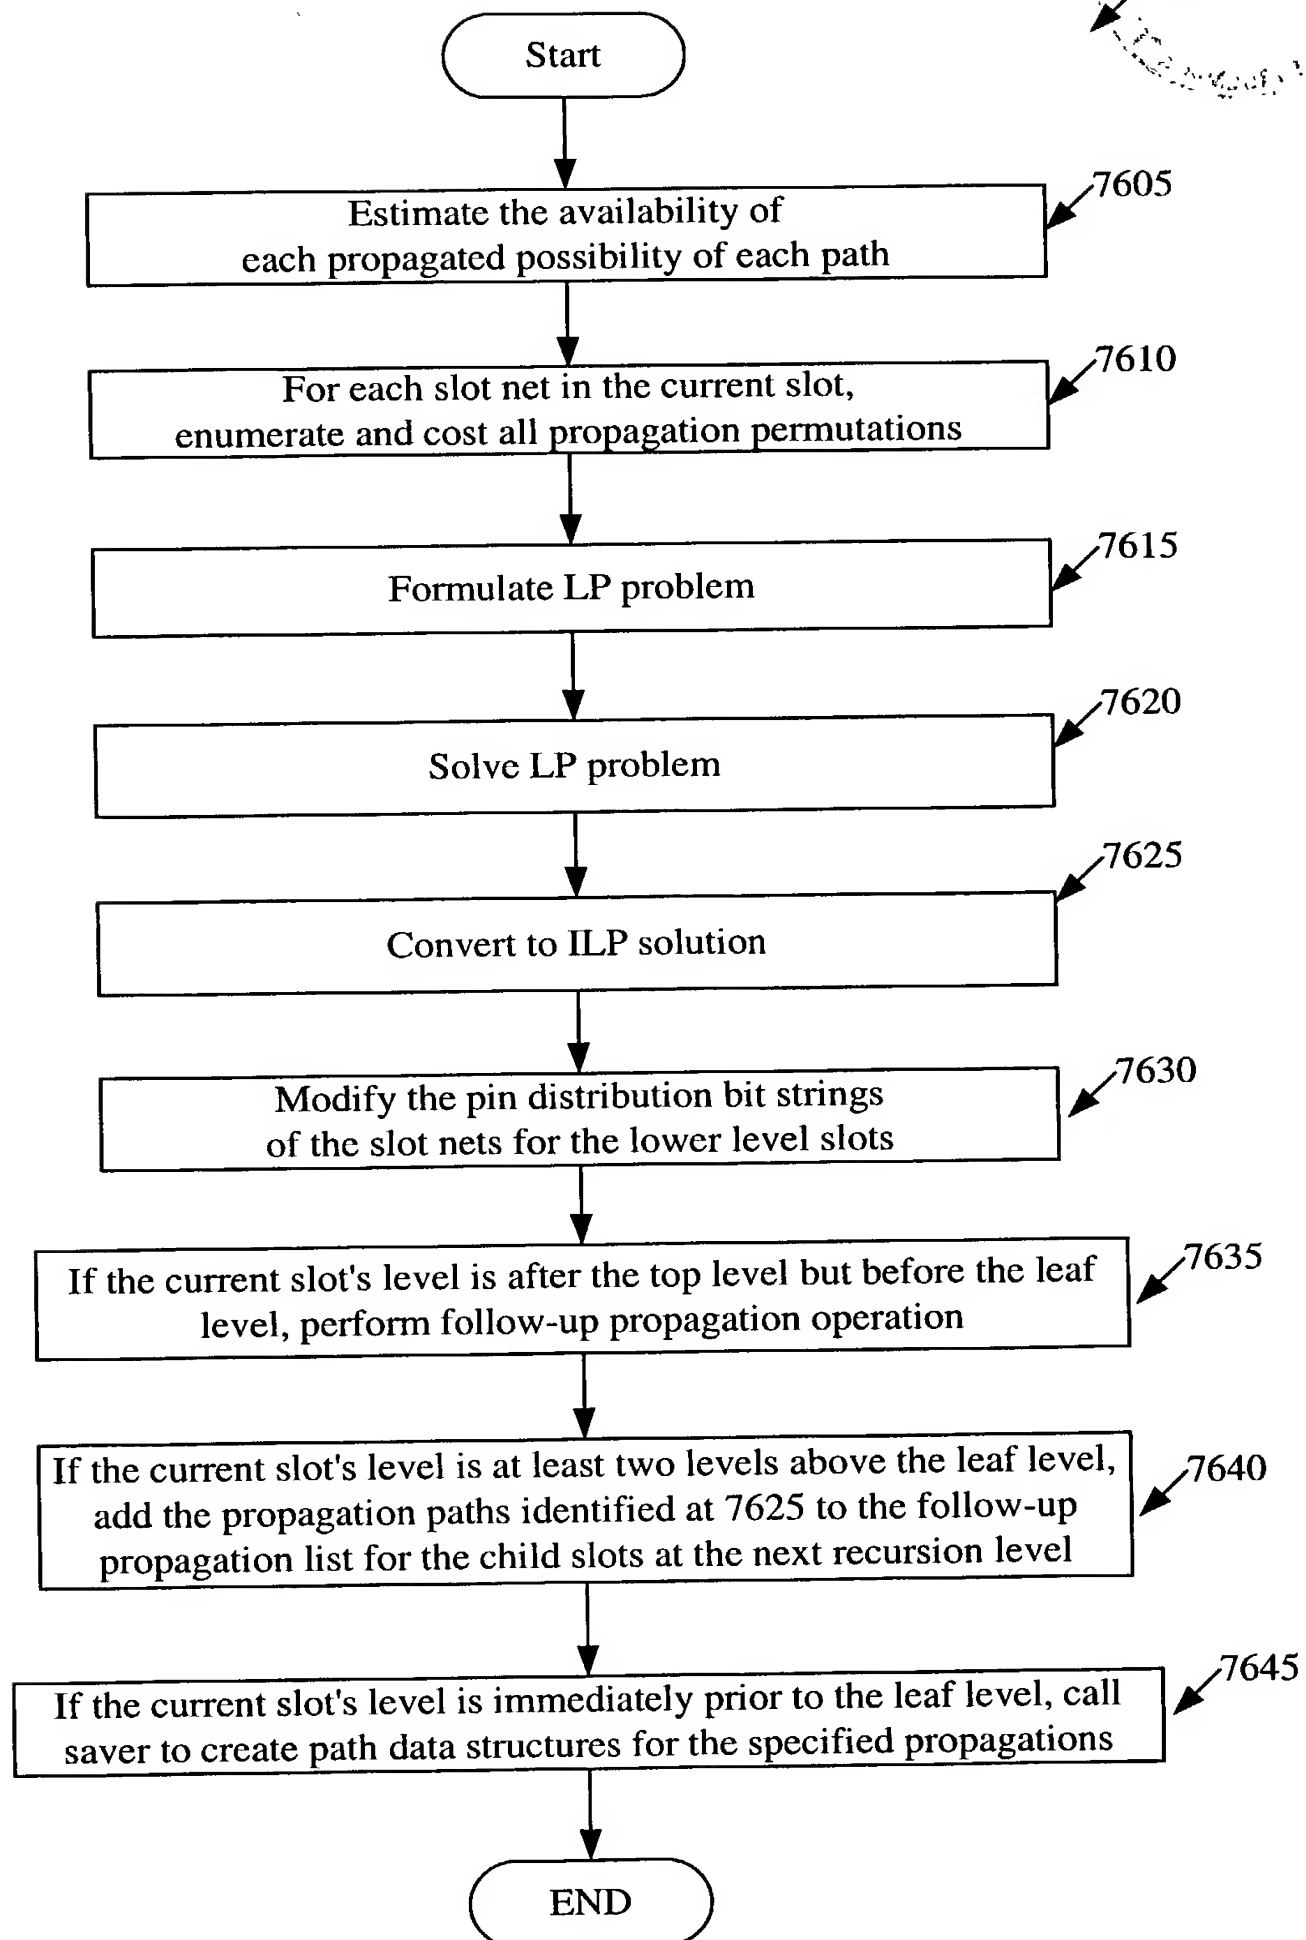 Start
7605
Estimate the availability of
each propagated possibility of each path
7610
For each slot net in the current slot,
enumerate and cost all propagation permutations
7615
Formulate LP problem
7620
Solve LP problem
7625
Convert to ILP solution
7630
Modify the pin distribution bit strings
of the slot nets for the lower level slots
7635
If the current slot's level is after the top level but before the leaf
level, perform follow-up propagation operation
7640
If the current slot's level is at least two levels above the leaf level,
add the propagation paths identified at 7625 to the follow-up
propagation list for the child slots at the next recursion level
7645
If the current slot's level is immediately prior to the leaf level, call
saver to create path data structures for the specified propagations
END